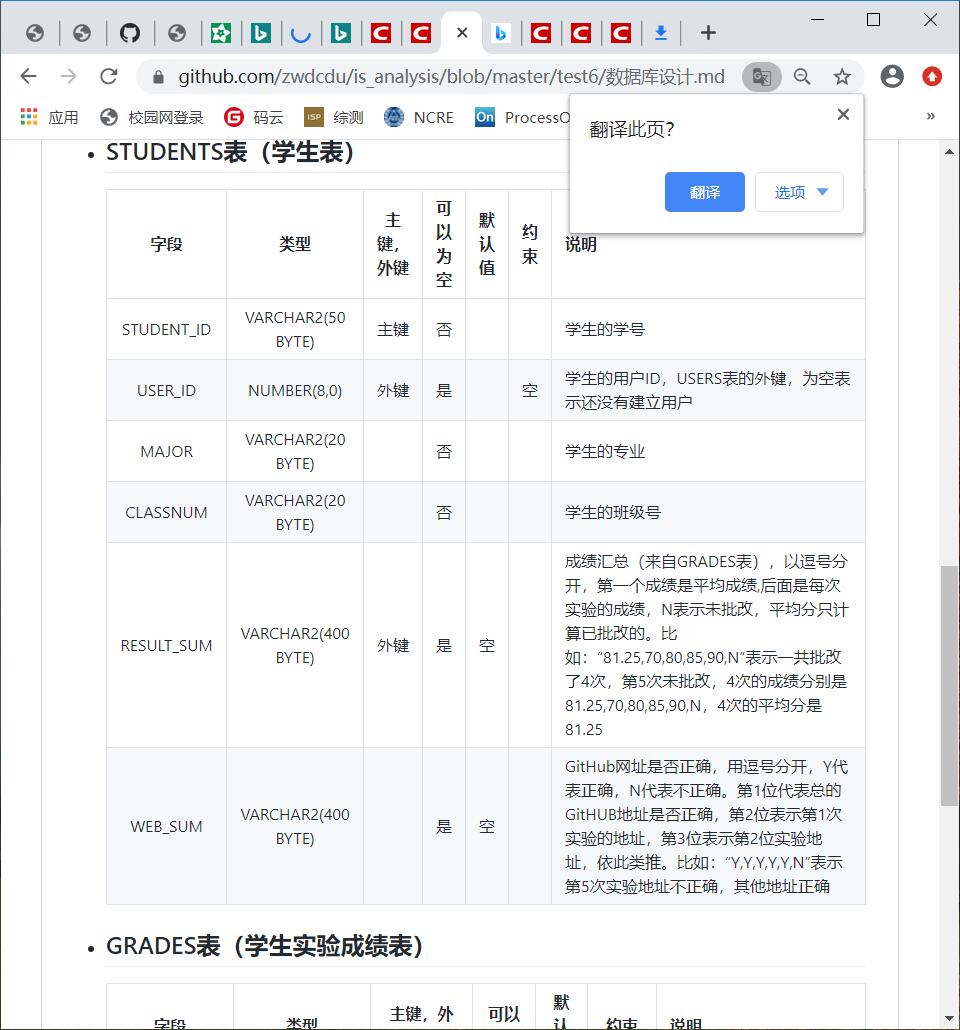 github.com/zwdcdu/is_analysis/blob/master/test6/数据库设计.md
应用 校园网登录 码云 ISP 综测 NCRE On ProcessO »
翻译此页?
翻译 选项
STUDENTS表（学生表）
字段 类型 主键，外键 可以为空 默认值 约束 说明
STUDENT_ID VARCHAR2(50 BYTE) 主键 否 学生的学号
USER_ID NUMBER(8,0) 外键 是 空 学生的用户ID，USERS表的外键，为空表
示还没有建立用户
MAJOR VARCHAR2(20 BYTE) 否 学生的专业
CLASSNUM VARCHAR2(20 BYTE) 否 学生的班级号
RESULT_SUM VARCHAR2(400 BYTE) 外键 是 空 成绩汇总（来自GRADES表），以逗号分
开，第一个成绩是平均成绩,后面是每次
实验的成绩，N表示未批改，平均分只计
算已批改的。比
如：“81.25,70,80,85,90,N”表示一共批改
了4次，第5次未批改，4次的成绩分别是
81.25,70,80,85,90,N，4次的平均分是
81.25
WEB_SUM VARCHAR2(400 BYTE) 是 空 GitHub网址是否正确，用逗号分开，Y代
表正确，N代表不正确。第1位代表总的
GitHUB地址是否正确，第2位表示第1次
实验的地址，第3位表示第2位实验地
址，依此类推。比如：“Y,Y,Y,Y,Y,N”表示
第5次实验地址不正确，其他地址正确
GRADES表（学生实验成绩表）
字段 类型 主键，外 可以 默认 约束 说明